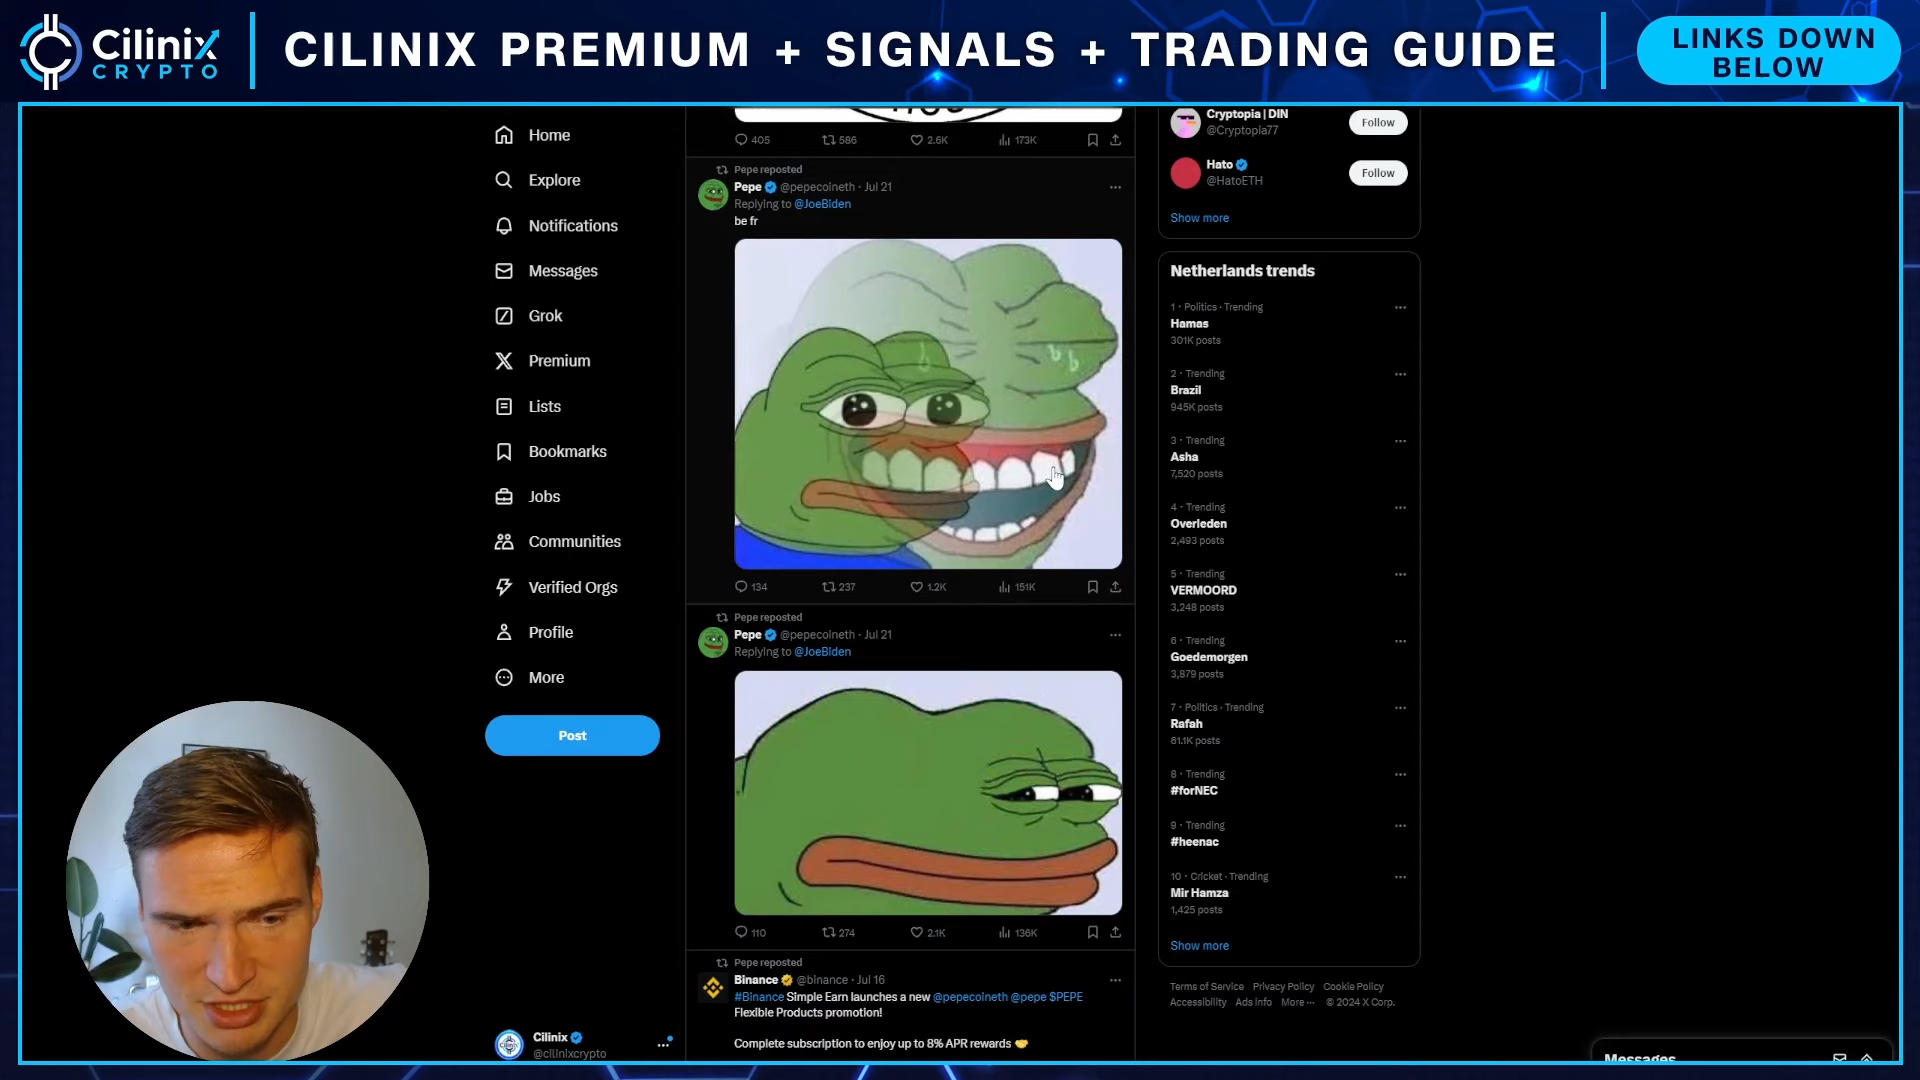 Cilinix
CRYPTO
CILINIX PREMIUM + SIGNALS + TRADING GUIDE
LINKS DOWN
BELOW
Home
Explore
Notifications
Messages
Grok
Premium
Lists
Bookmarks
Jobs
Communities
Verified Orgs
Profile
More
Post
Cilinix
@cilinixcrypto
405 586 2.6K 173K
Pepe reposted
Pepe @pepecoineth · Jul 21
Replying to @JoeBiden
be fr
134 237 1.2K 151K
Pepe reposted
Pepe @pepecoineth · Jul 21
Replying to @JoeBiden
110 274 2.1K 136K
Pepe reposted
Binance @binance · Jul 16
#Binance Simple Earn launches a new @pepecoineth @pepe $PEPE
Flexible Products promotion!
Complete subscription to enjoy up to 8% APR rewards
Cryptopia | DIN
@Cryptopla77
Follow
Hato
@HatoETH
Follow
Show more
Netherlands trends
1 · Politics · Trending
Hamas
301K posts
2 · Trending
Brazil
945K posts
3 · Trending
Asha
7,520 posts
4 · Trending
Overleden
2,493 posts
5 · Trending
VERMOORD
3,248 posts
6 · Trending
Goedemorgen
3,879 posts
7 · Politics · Trending
Rafah
61.1K posts
8 · Trending
#forNEC
9 · Trending
#heenac
10 · Cricket · Trending
Mir Hamza
1,425 posts
Show more
Terms of Service Privacy Policy Cookie Policy
Accessibility Ads info More ··· © 2024 X Corp.
Messages